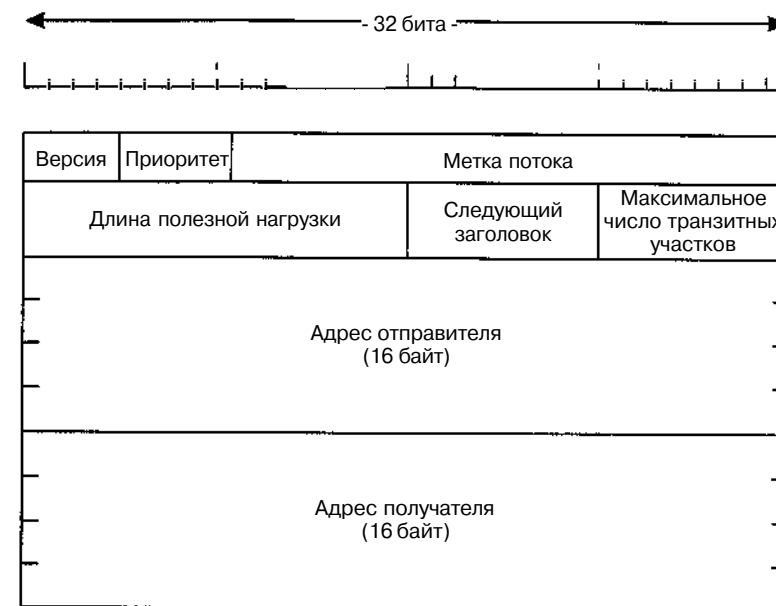 - 32 бита -
Версия
Приоритет
Метка потока
Длина полезной нагрузки
Следующий
заголовок
Максимальное
число транзитных
участков
Адрес отправителя
(16 байт)
Адрес получателя
(16 байт)